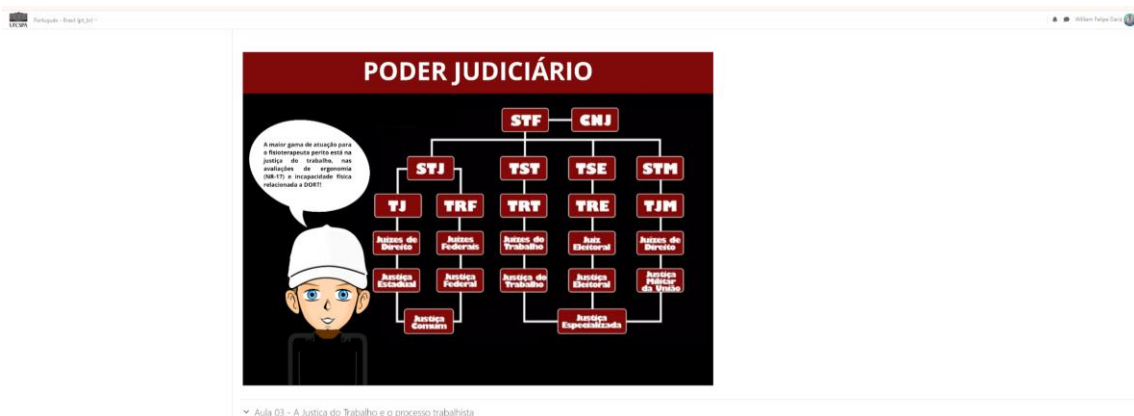 UFCSPA
Português - Brasil (pt_br)
PODER JUDICIÁRIO
A maior gama de atuação para
o fisioterapeuta perito está na
justiça do trabalho, nas
avaliações de ergonomia
(NR-17) e incapacidade física
relacionada a DORT!
STF
CNJ
STJ
TST
TSE
STM
TJ
TRF
TRT
TRE
TJM
Juízes de
Direito
Juízes
Federais
Juízes do
Trabalho
Juiz
Eleitoral
Juízes de
Direito
Justiça
Estadual
Justiça
Federal
Justiça do
Trabalho
Justiça
Eleitoral
Justiça
Militar
da União
Justiça
Comum
Justiça
Especializada
Aula 03 - A Justiça do Trabalho e o processo trabalhista